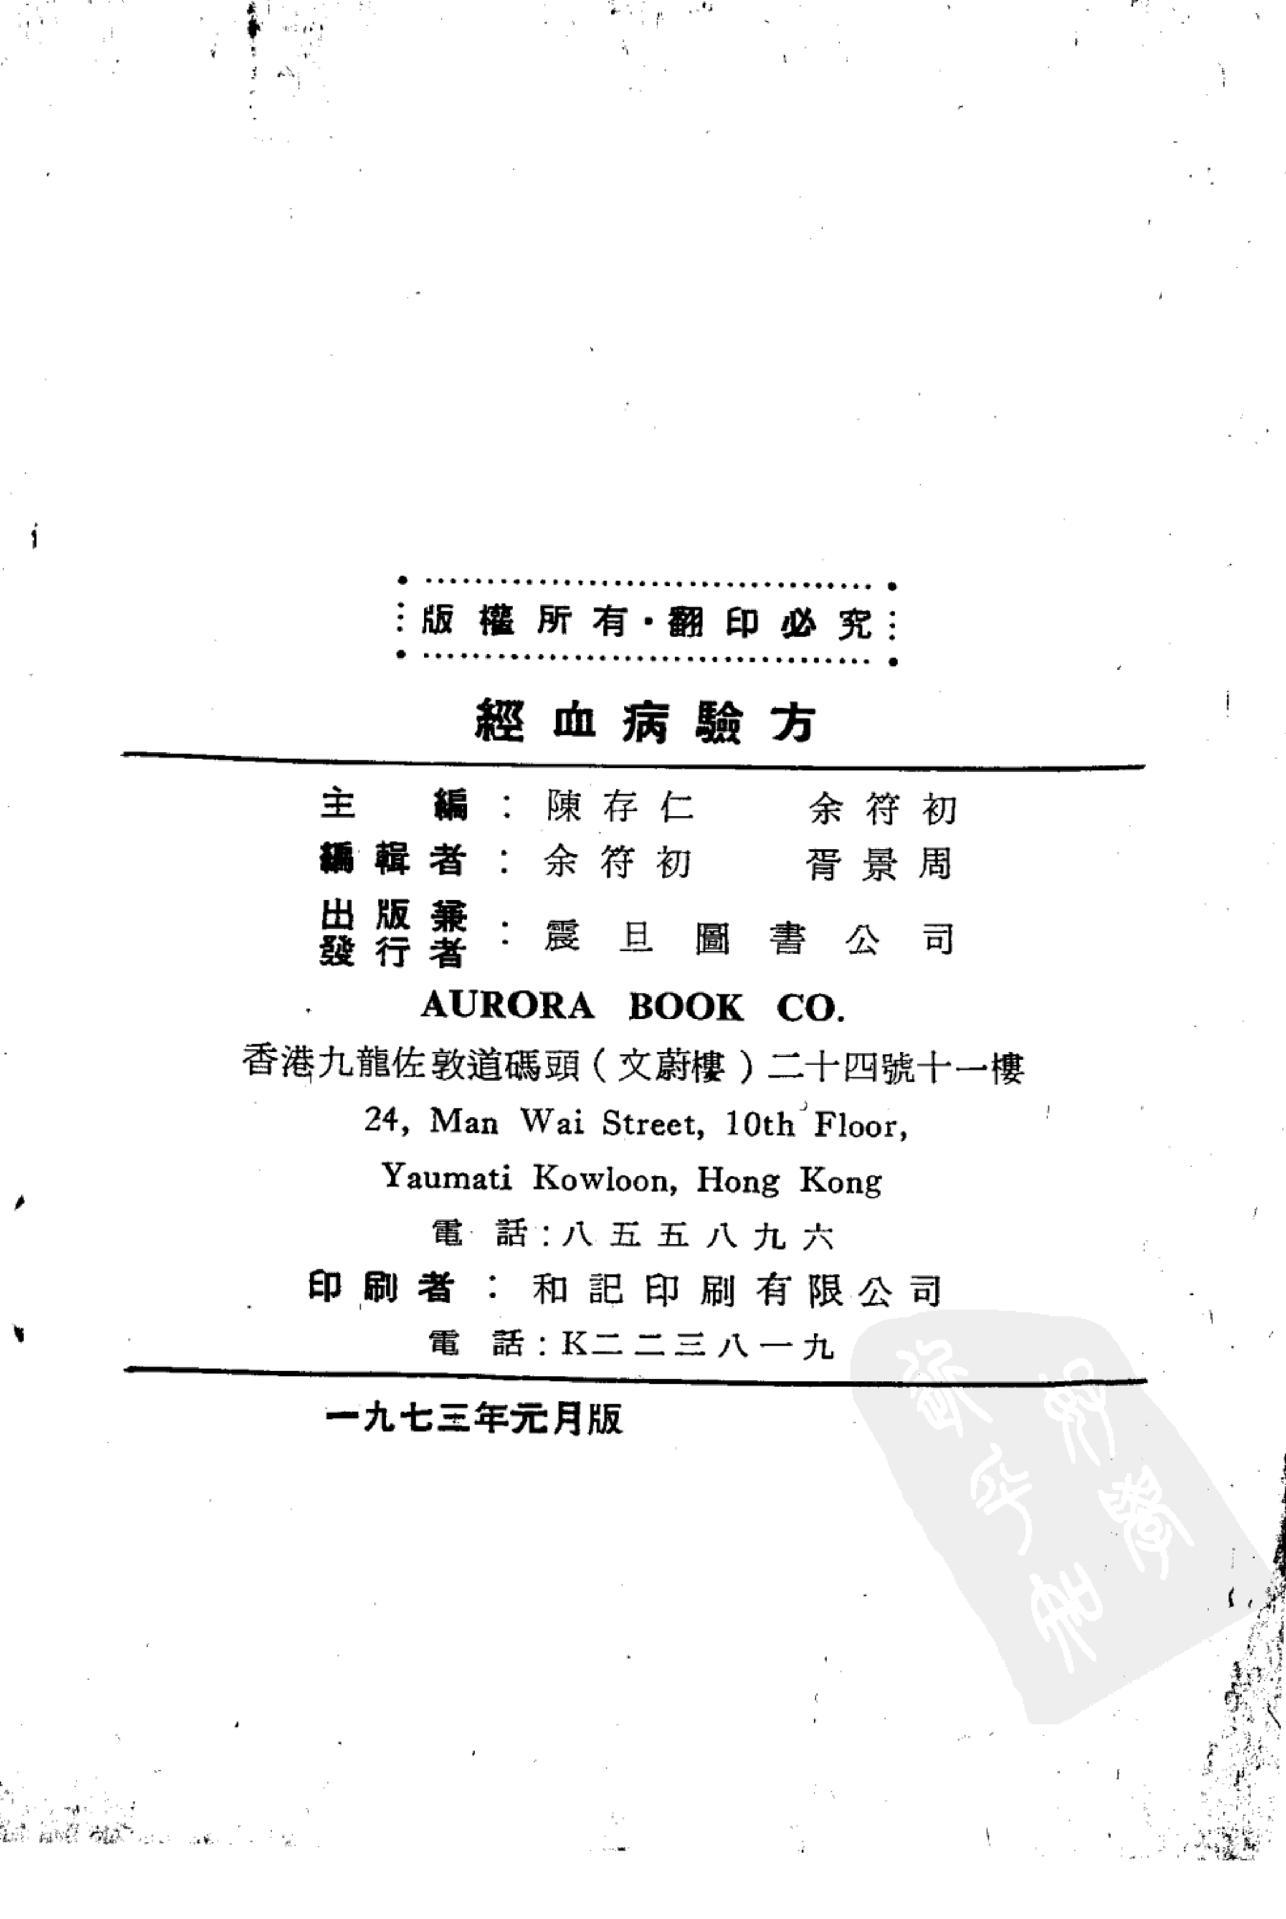 版權所有·翻印必究
經血病驗方
主編：陳存仁 余符初
編輯者：余符初 胥景周
出版兼發行者：震旦圖書公司
AURORA BOOK CO.
香港九龍佐敦道碼頭（文蔚樓）二十四號十一樓
24, Man Wai Street, 10th Floor,
Yaumati Kowloon, Hong Kong
電話：八五五八九六
印刷者：和記印刷有限公司
電話：K二二三八一九
一九七三年元月版